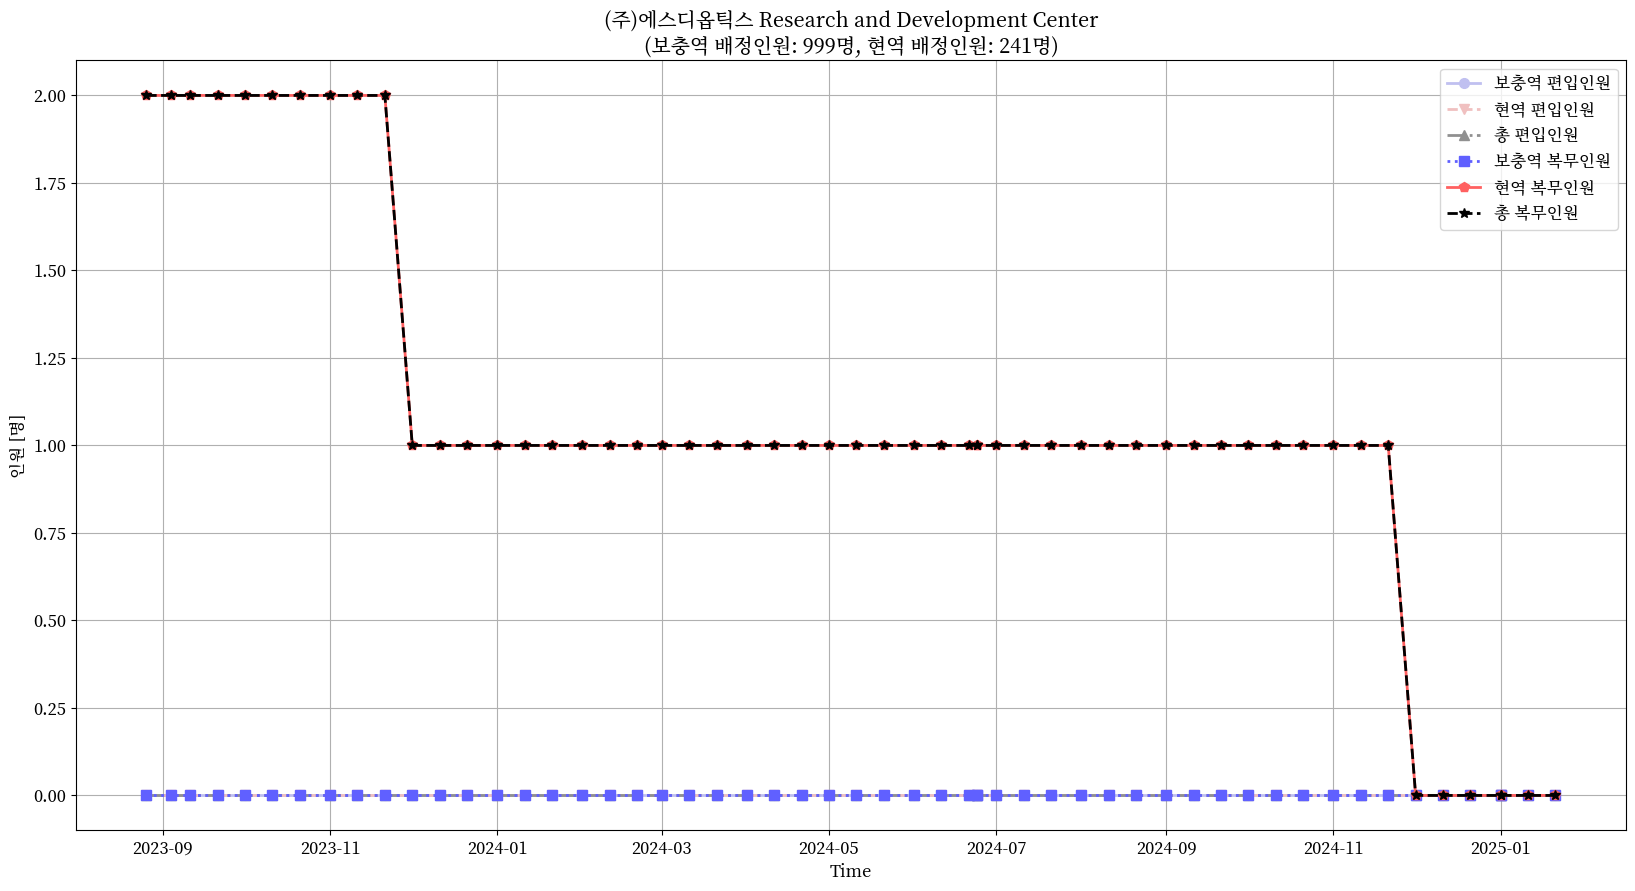 (주)에스디옵틱스 Research and Development Center
(보충역 배정인원: 999명, 현역 배정인원: 241명)
보충역 편입인원
현역 편입인원
총 편입인원
보충역 복무인원
현역 복무인원
총 복무인원
인원 [명]
2.00
1.75
1.50
1.25
1.00
0.75
0.50
0.25
0.00
2023-09
2023-11
2024-01
2024-03
2024-05
2024-07
2024-09
2024-11
2025-01
Time